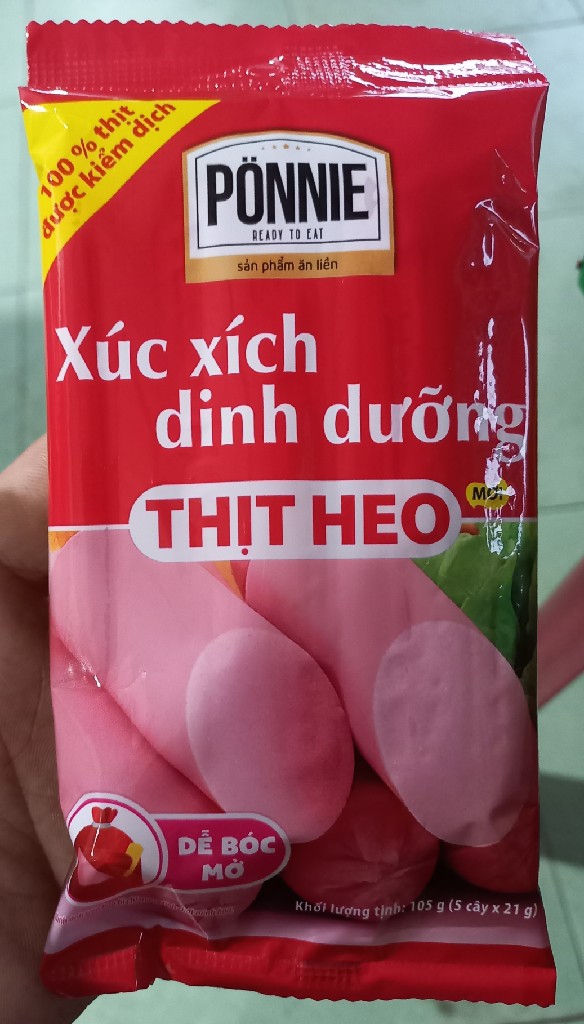 100 % thịt
được kiểm dịch
PÖNNIE
READY TO EAT
sản phẩm ăn liền
Xúc xích
dinh dưỡng
THỊT HEO
MỚI
DỄ BÓC
MỞ
Khối lượng tịnh: 105 g (5 cây x 21 g)